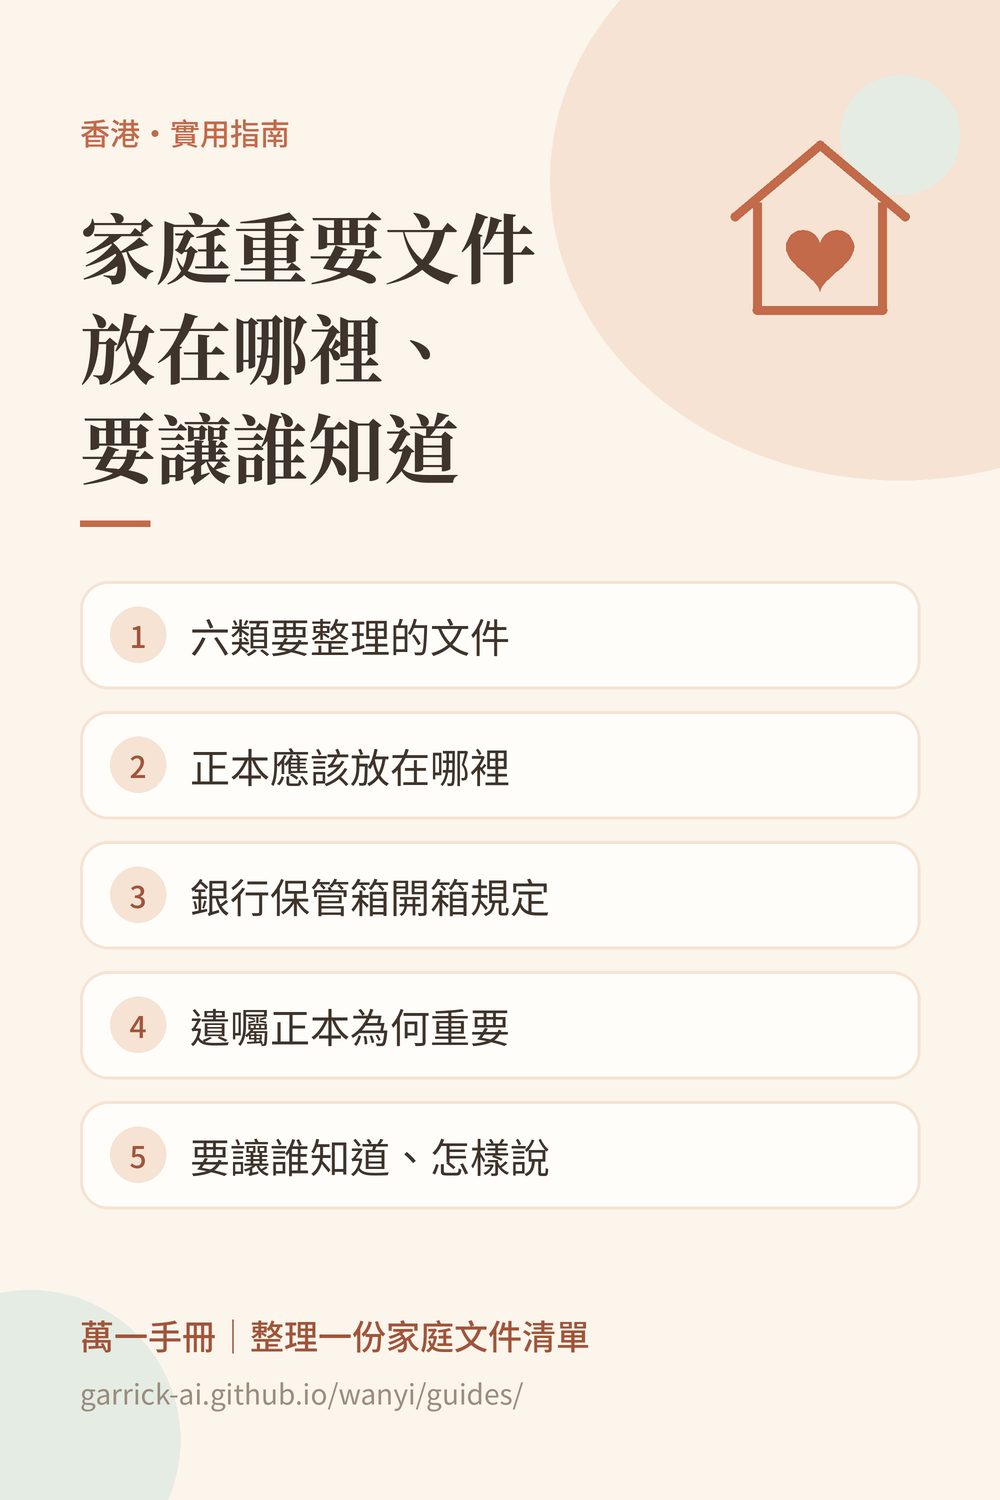 香港・實用指南
家庭重要文件
放在哪裡、
要讓誰知道
1 六類要整理的文件
2 正本應該放在哪裡
3 銀行保管箱開箱規定
4 遺囑正本為何重要
5 要讓誰知道、怎樣說
萬一手冊｜整理一份家庭文件清單
garrick-ai.github.io/wanyi/guides/